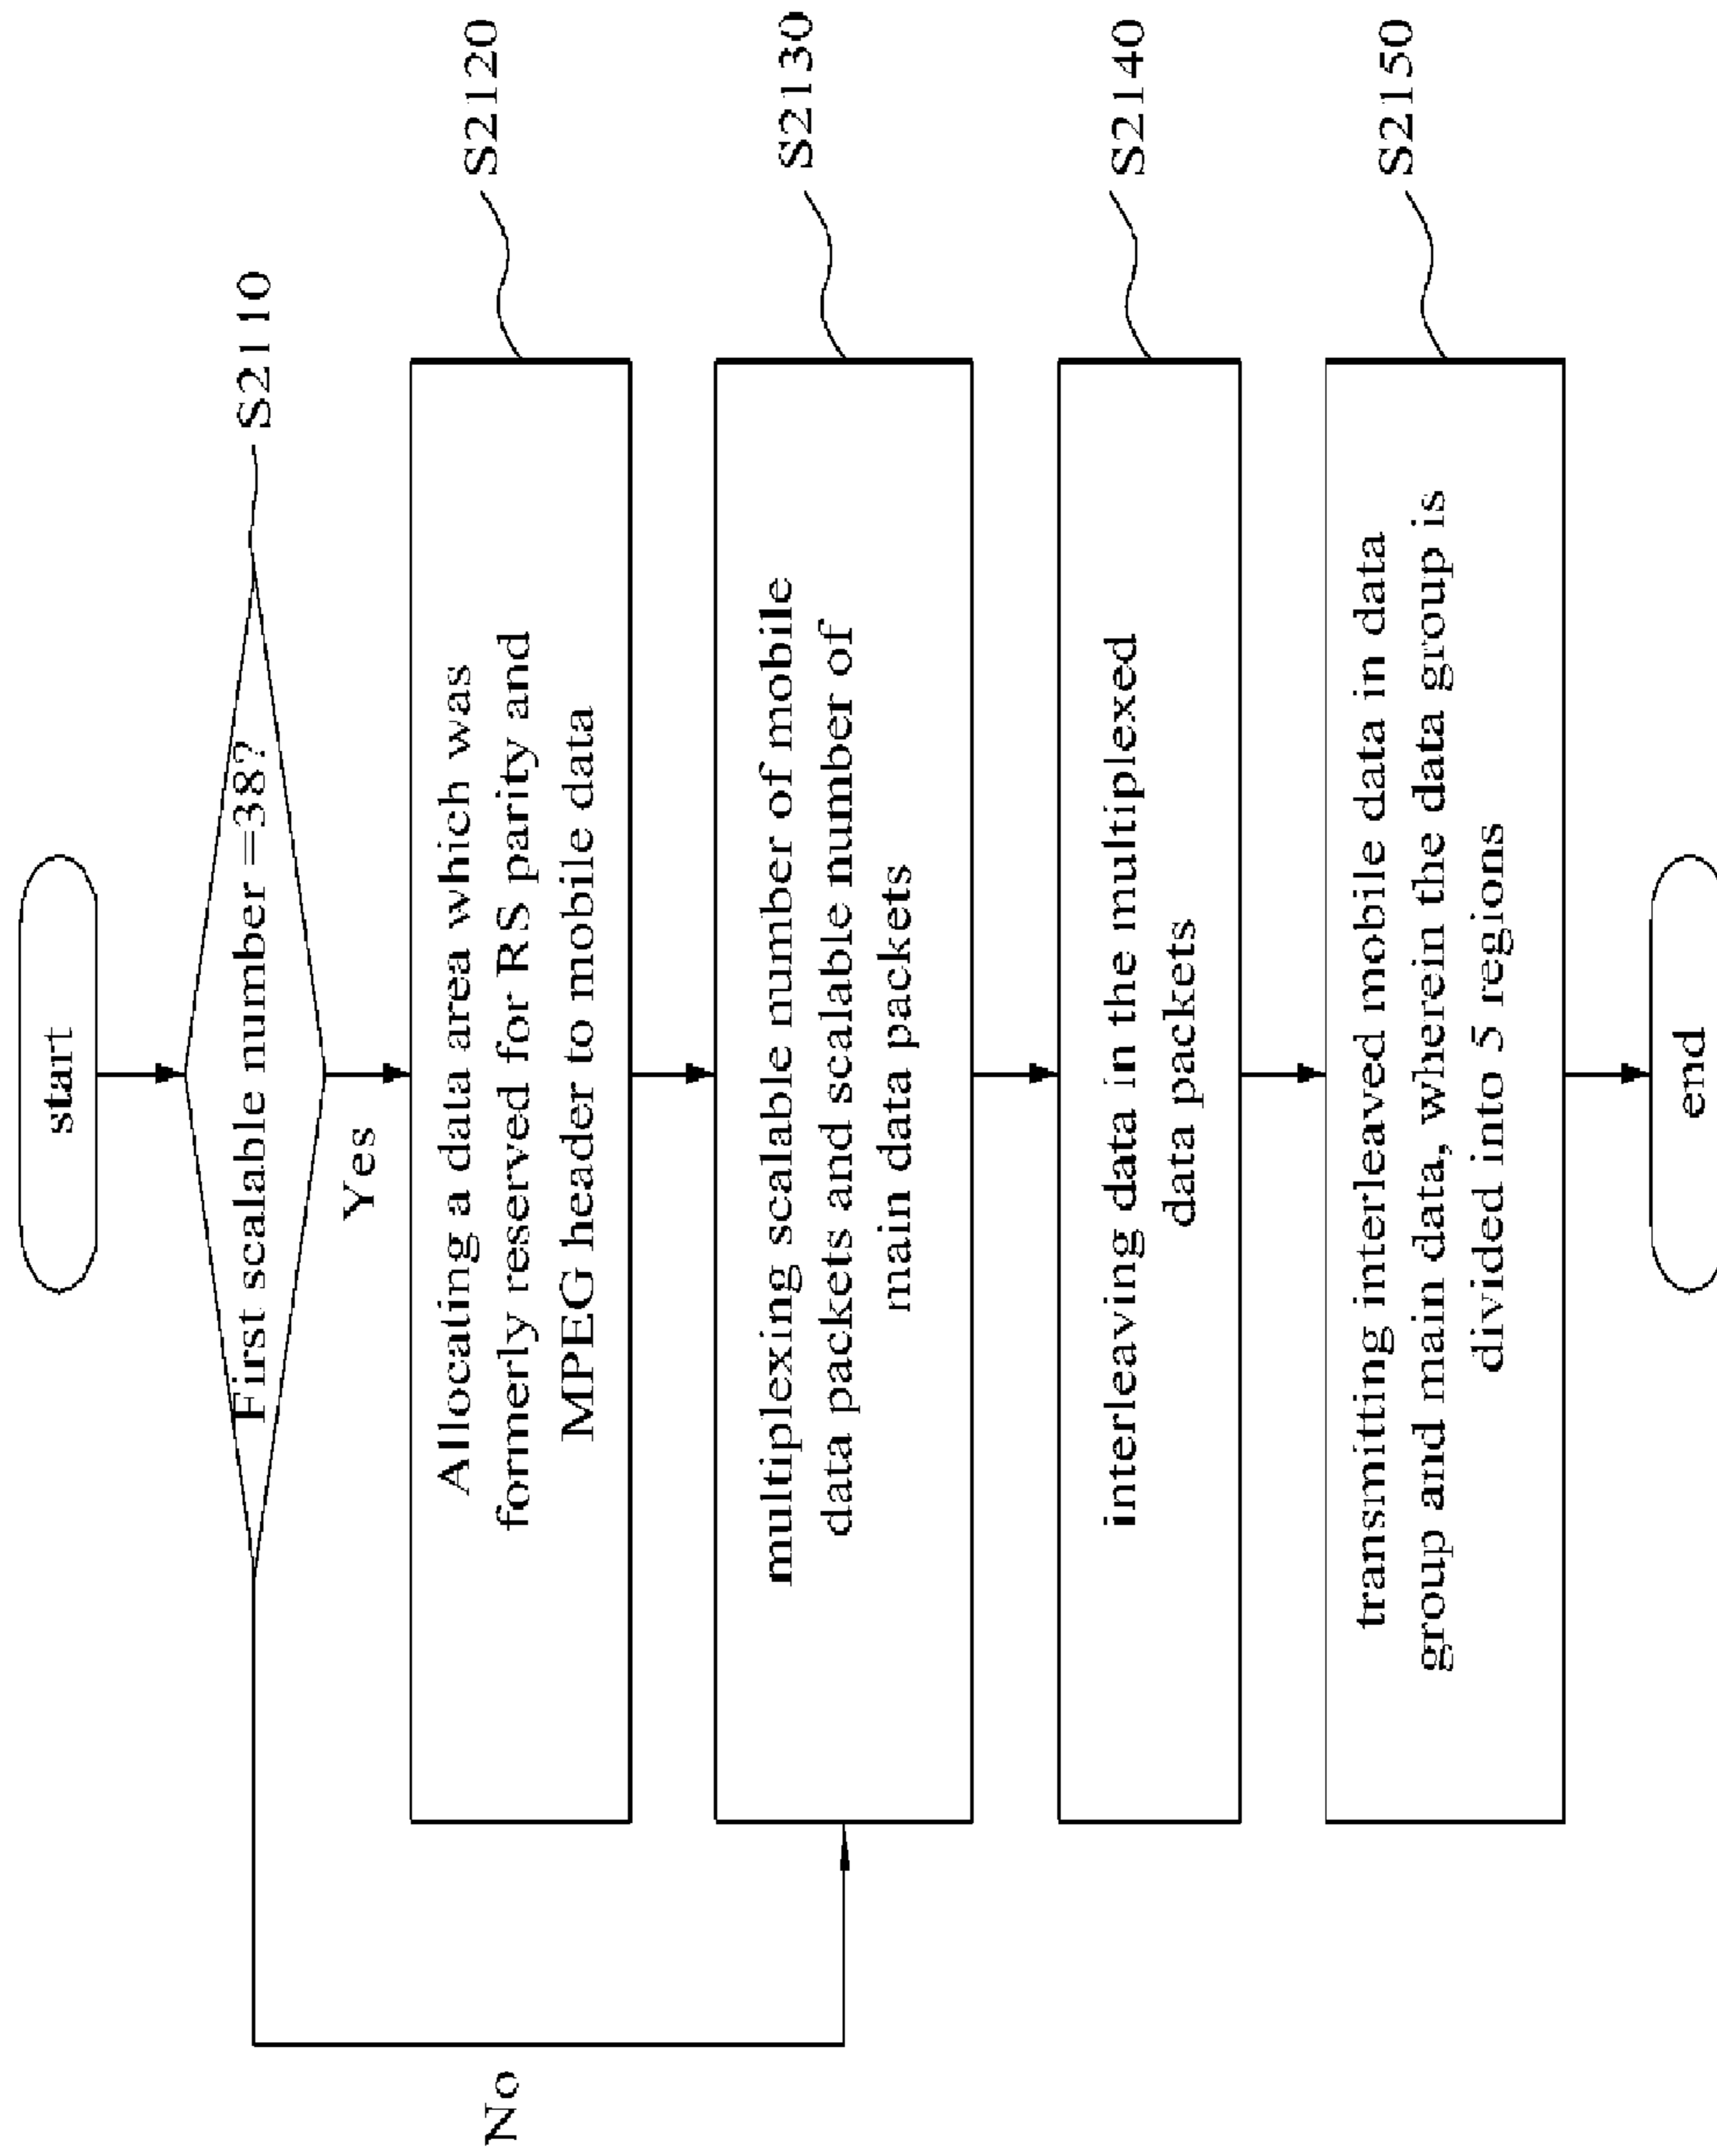 start
First scalable number =38?
S2110
Yes
No
Allocating a data area which was
formerly reserved for RS parity and
MPEG header to mobile data
S2120
multiplexing scalable number of mobile
data packets and scalable number of
main data packets
S2130
interleaving data in the multiplexed
data packets
S2140
transmitting interleaved mobile data in data
group and main data, wherein the data group is
divided into 5 regions
S2150
end